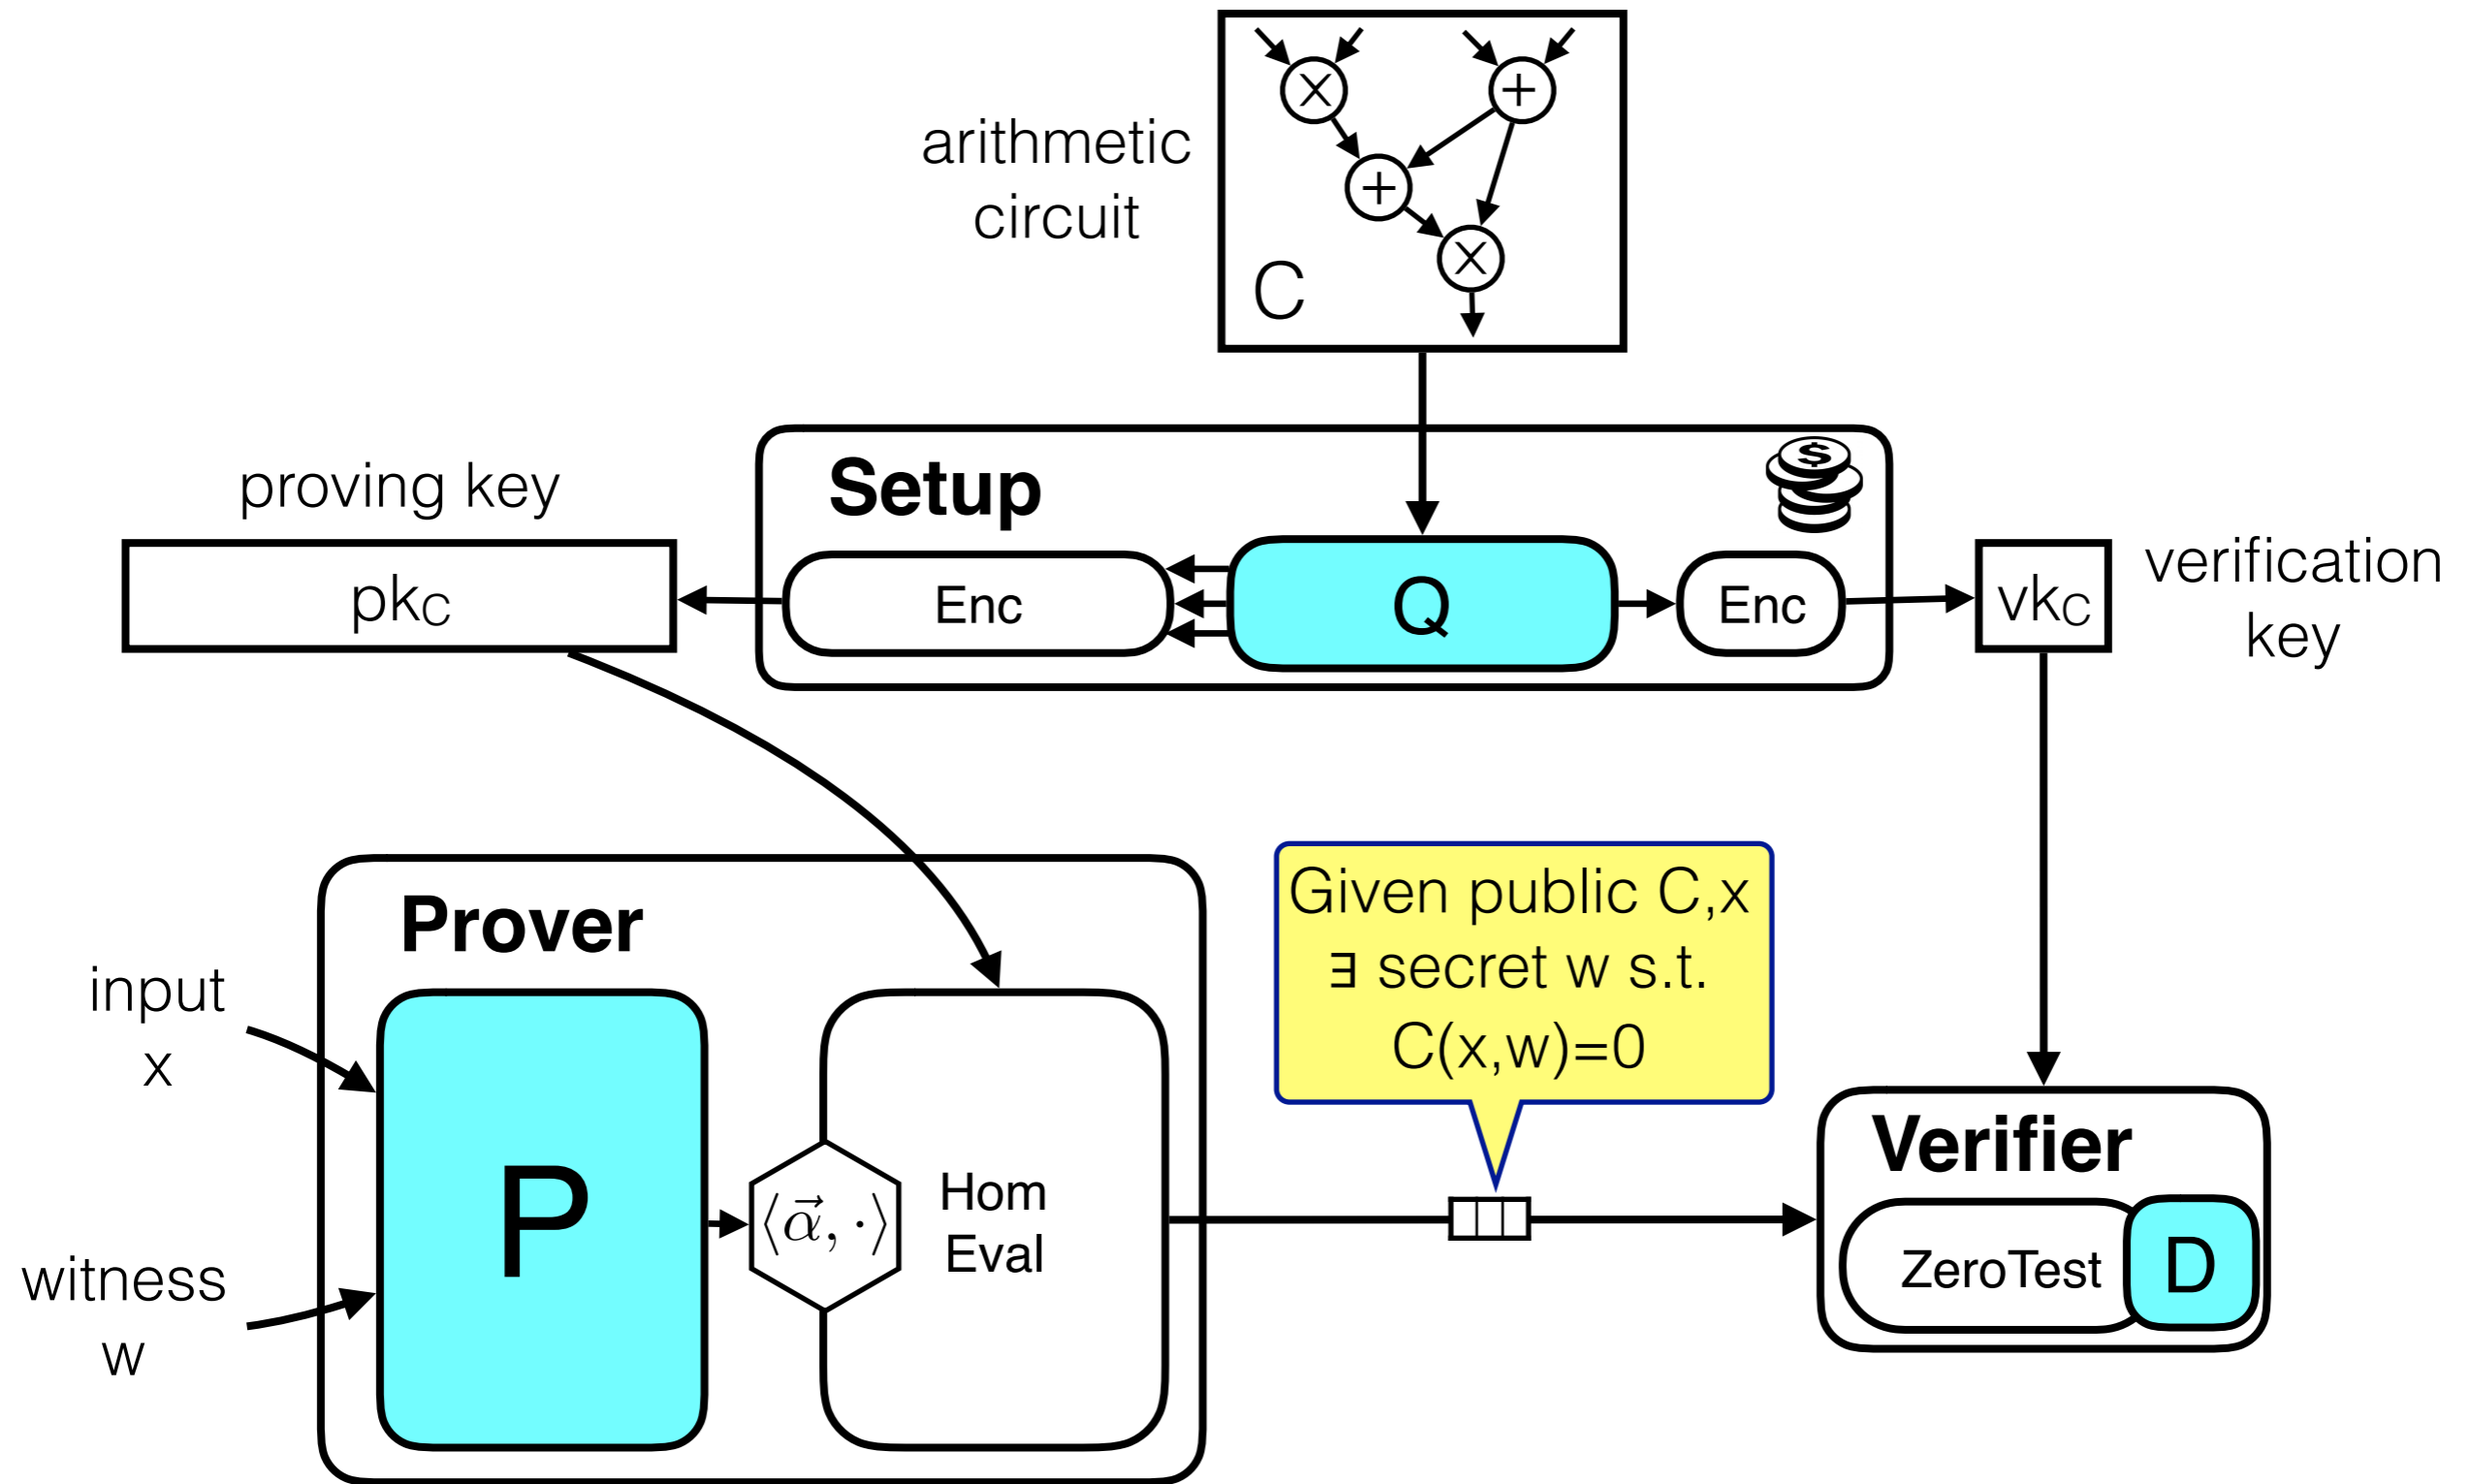 ×
+
arithmetic
circuit
+
×
C
$
Setup
proving key
Enc
Q
Enc
pkC
vkC
verification
key
Prover
Given public C,x
∃ secret w s.t.
C(x,w)=0
input
x
P
⟨α⃗, ·⟩
Hom
Eval
Verifier
ZeroTest
D
witness
w